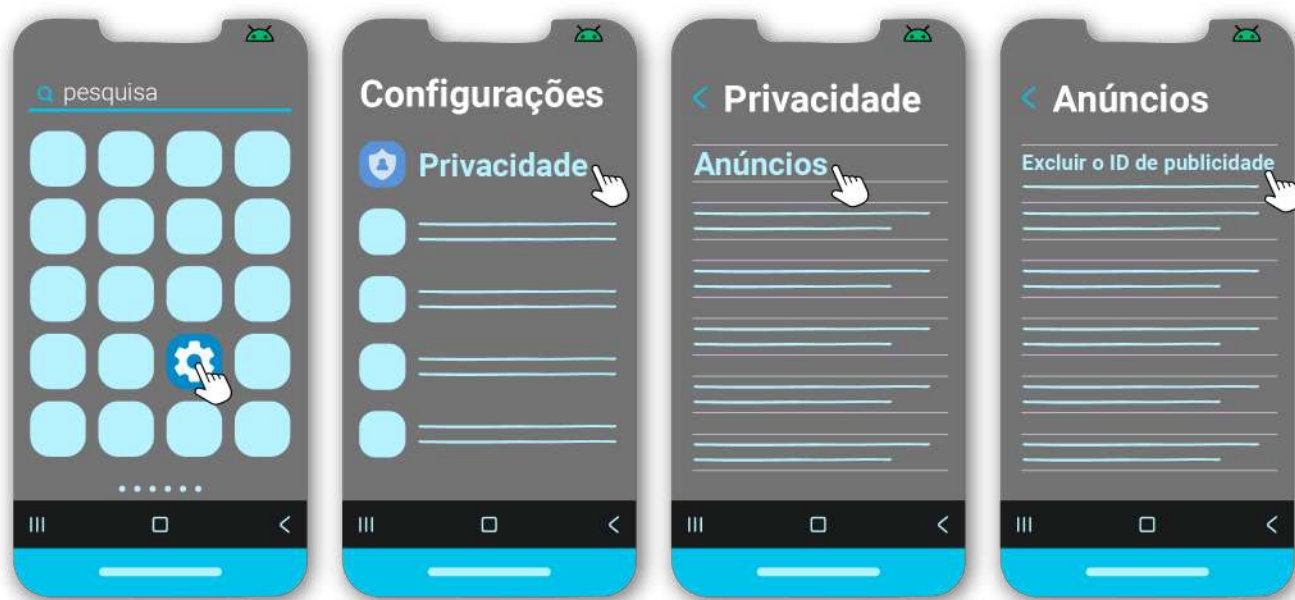 pesquisa
Configurações
Privacidade
Privacidade
Anúncios
Anúncios
Excluir o ID de publicidade